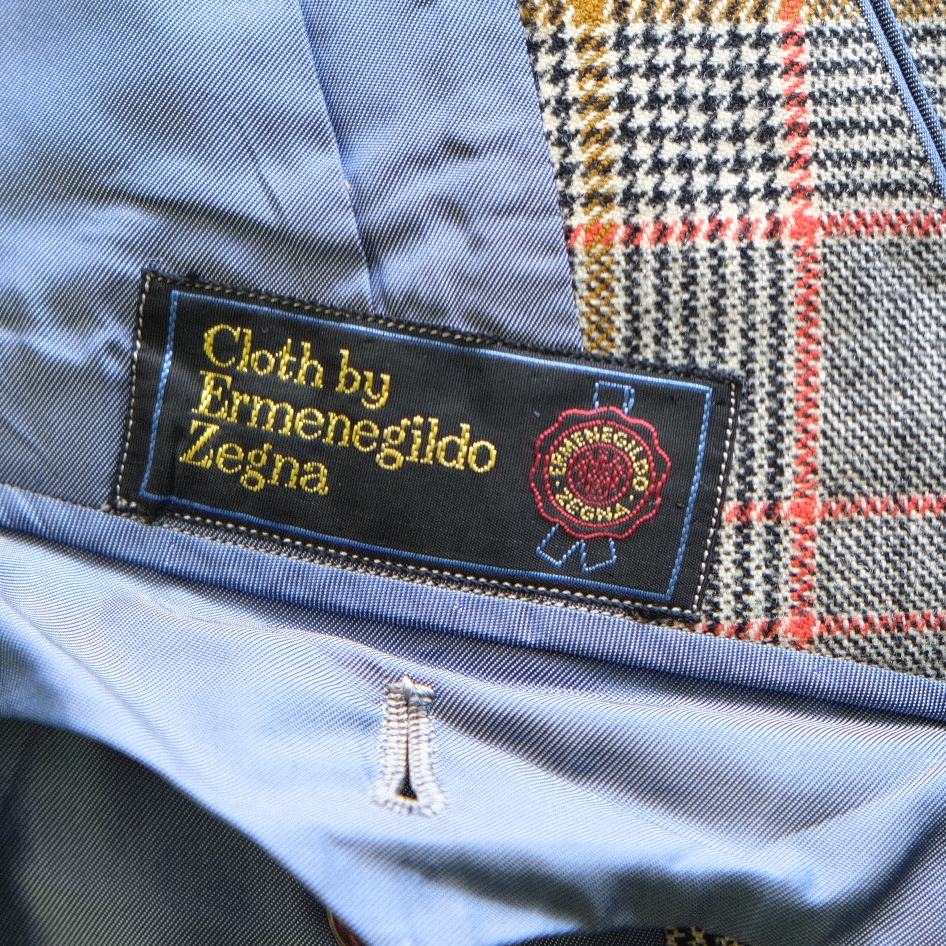 Cloth by
Ermenegildo
Zegna
ERMENEGILDO
ZEGNA